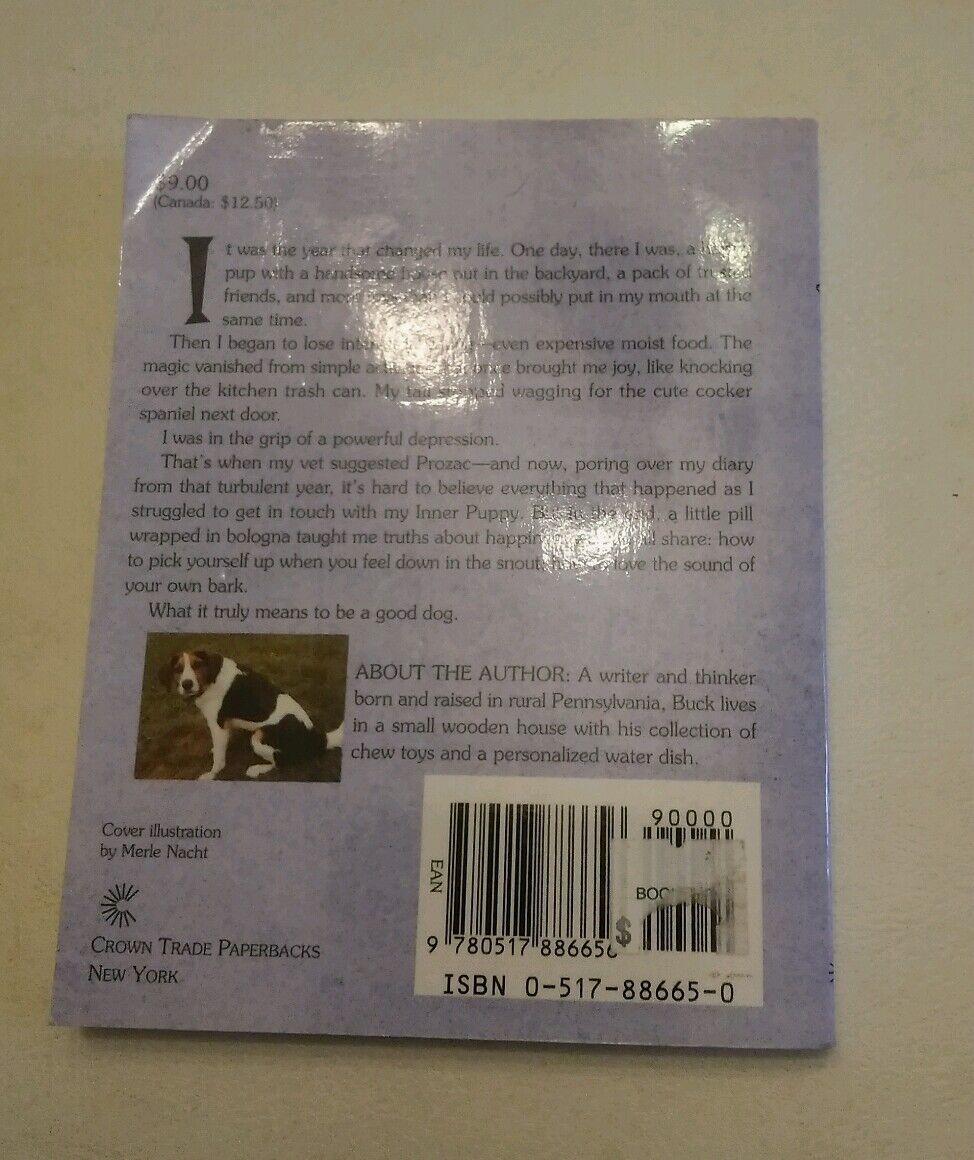 $9.00
(Canada: $12.50)
It was the year that changed my life. One day, there I was, a
pup with a handsome house out in the backyard, a pack of trusted
friends, and more possibly put in my mouth at the
same time.
Then I began to lose —even expensive moist food. The
magic vanished from simple once brought me joy, like knocking
over the kitchen trash can. My tail stopped wagging for the cute cocker
spaniel next door.
I was in the grip of a powerful depression.
That's when my vet suggested Prozac—and now, poring over my diary
from that turbulent year, it's hard to believe everything that happened as I
struggled to get in touch with my Inner Puppy. But in the end, a little pill
wrapped in bologna taught me truths about share: how
to pick yourself up when you feel down in the snout; love the sound of
your own bark.
What it truly means to be a good dog.
ABOUT THE AUTHOR: A writer and thinker
born and raised in rural Pennsylvania, Buck lives
in a small wooden house with his collection of
chew toys and a personalized water dish.
Cover illustration
by Merle Nacht
CROWN TRADE PAPERBACKS
NEW YORK
EAN
90000
$
9 780517 88665
ISBN 0-517-88665-0